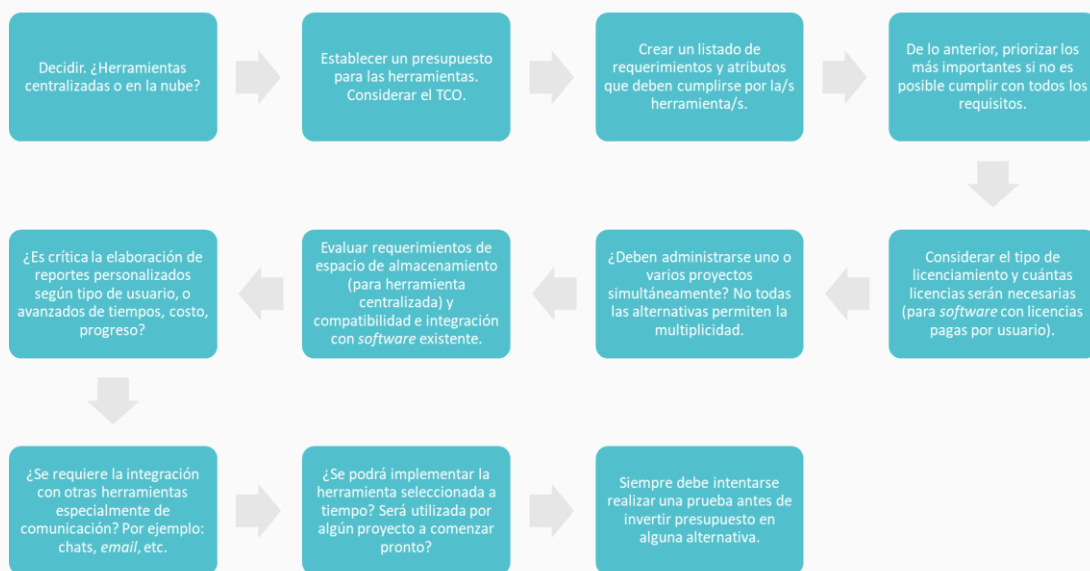 Decidir. ¿Herramientas
centralizadas o en la nube?
Establecer un presupuesto
para las herramientas.
Considerar el TCO.
Crear un listado de
requerimientos y atributos
que deben cumplirse por la/s
herramienta/s.
De lo anterior, priorizar los
más importantes si no es
posible cumplir con todos los
requisitos.
Considerar el tipo de
licenciamiento y cuántas
licencias serán necesarias
(para software con licencias
pagas por usuario).
¿Deben administrarse uno o
varios proyectos
simultáneamente? No todas
las alternativas permiten la
multiplicidad.
Evaluar requerimientos de
espacio de almacenamiento
(para herramienta
centralizada) y
compatibilidad e integración
con software existente.
¿Es crítica la elaboración de
reportes personalizados
según tipo de usuario, o
avanzados de tiempos, costo,
progreso?
¿Se requiere la integración
con otras herramientas
especialmente de
comunicación? Por ejemplo:
chats, email, etc.
¿Se podrá implementar la
herramienta seleccionada a
tiempo? Será utilizada por
algún proyecto a comenzar
pronto?
Siempre debe intentarse
realizar una prueba antes de
invertir presupuesto en
alguna alternativa.